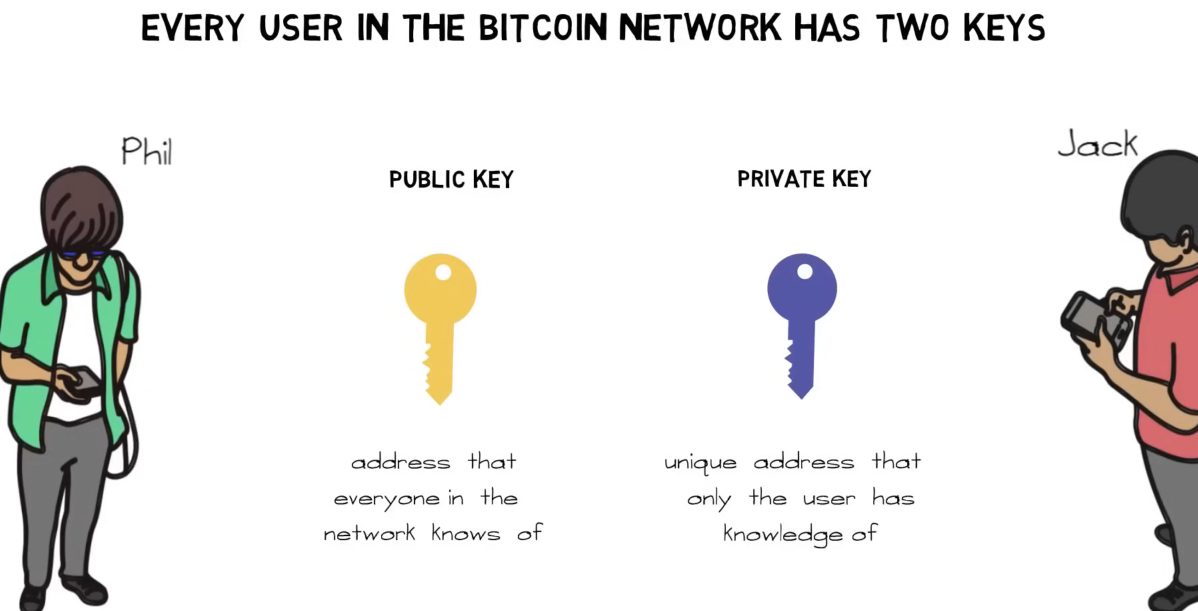 EVERY USER IN THE BITCOIN NETWORK HAS TWO KEYS
Phil
Jack
PUBLIC KEY
PRIVATE KEY
address that
everyone in the
network knows of
unique address that
only the user has
knowledge of